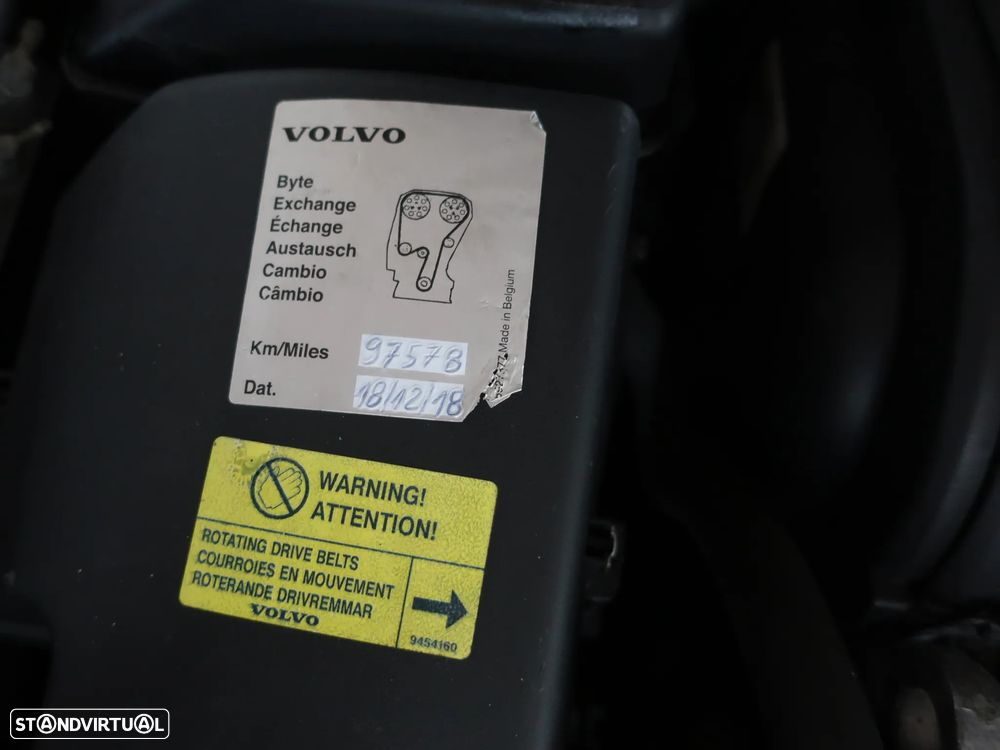 VOLVO
Byte
Exchange
Échange
Austausch
Cambio
Câmbio
Km/Miles 97578
Dat. 18/12/18
Made in Belgium
WARNING!
ATTENTION!
ROTATING DRIVE BELTS
COURROIES EN MOUVEMENT
ROTERANDE DRIVREMMAR
VOLVO
9454160
STANDVIRTUAL